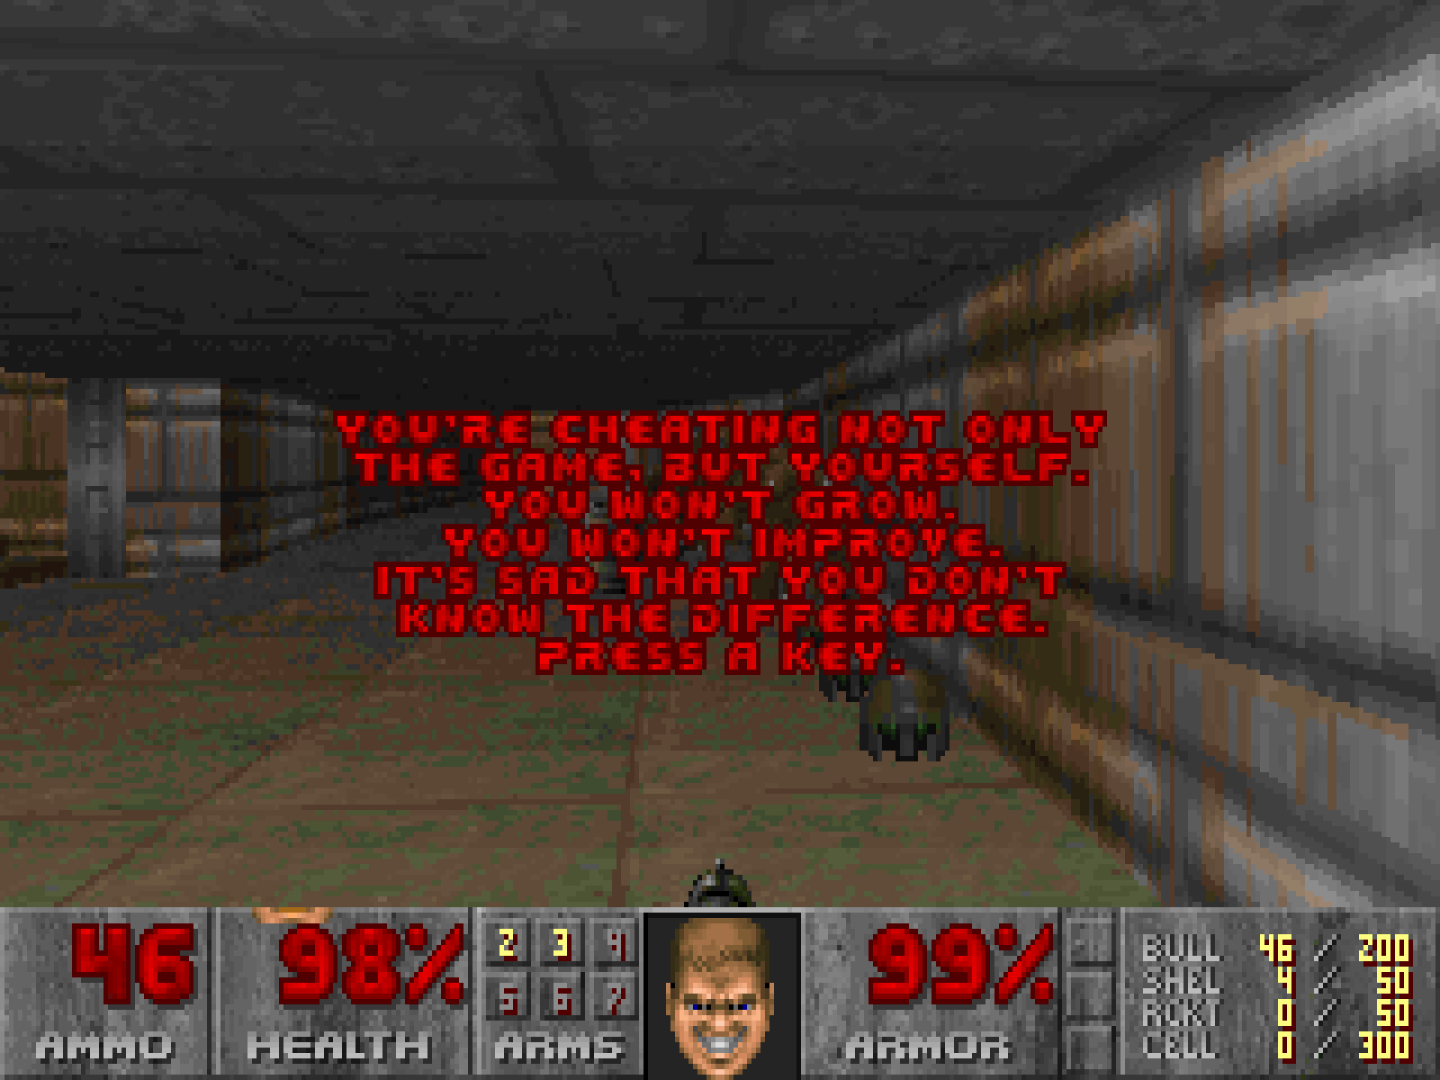 YOU'RE CHEATING NOT ONLY
THE GAME, BUT YOURSELF.
YOU WON'T GROW.
YOU WON'T IMPROVE.
IT'S SAD THAT YOU DON'T
KNOW THE DIFFERENCE.
PRESS A KEY.
46 98% 2 3 4 99%
5 6 7
AMMO HEALTH ARMS ARMOR
BULL 46 / 200
SHEL 4 / 50
RCKT 0 / 50
CELL 0 / 300